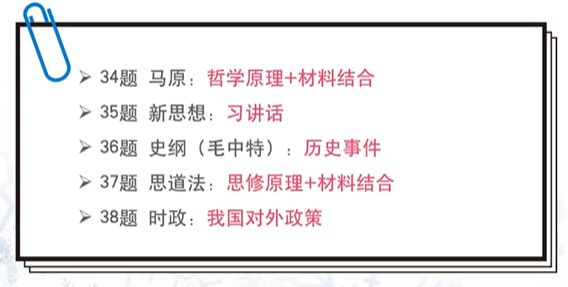 ➢ 34题 马原：哲学原理+材料结合
➢ 35题 新思想：习讲话
➢ 36题 史纲（毛中特）：历史事件
➢ 37题 思道法：思修原理+材料结合
➢ 38题 时政：我国对外政策